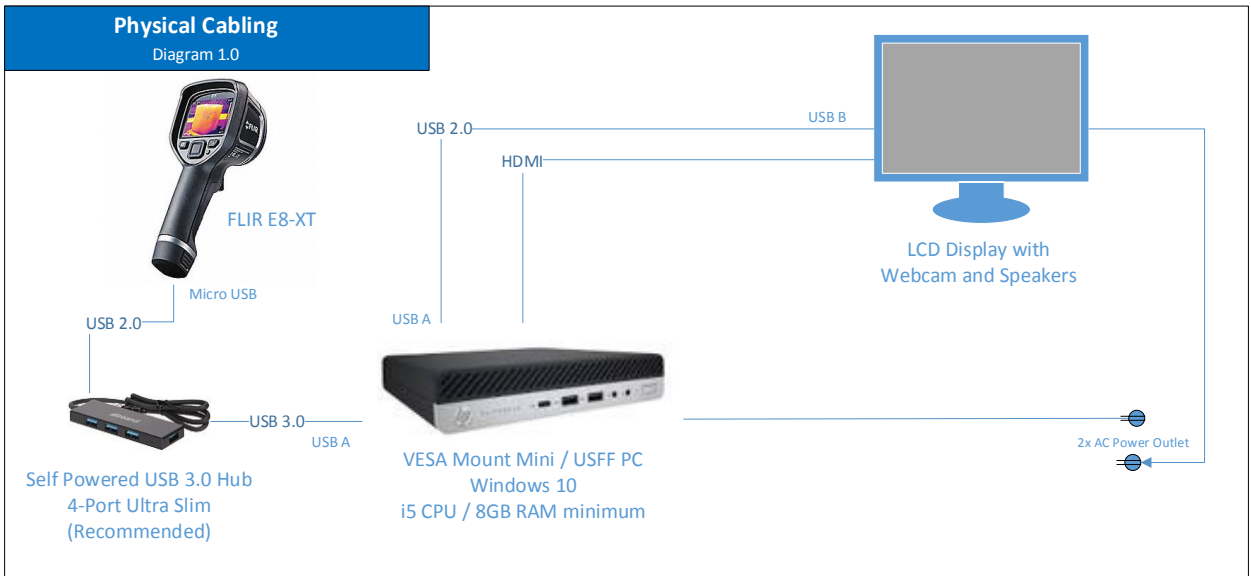 Physical Cabling
Diagram 1.0
FLIR
FLIR E8-XT
Micro USB
USB 2.0
USB 2.0
USB B
HDMI
LCD Display with
Webcam and Speakers
USB A
USB 3.0
USB A
Self Powered USB 3.0 Hub
4-Port Ultra Slim
(Recommended)
hp
VESA Mount Mini / USFF PC
Windows 10
i5 CPU / 8GB RAM minimum
2x AC Power Outlet